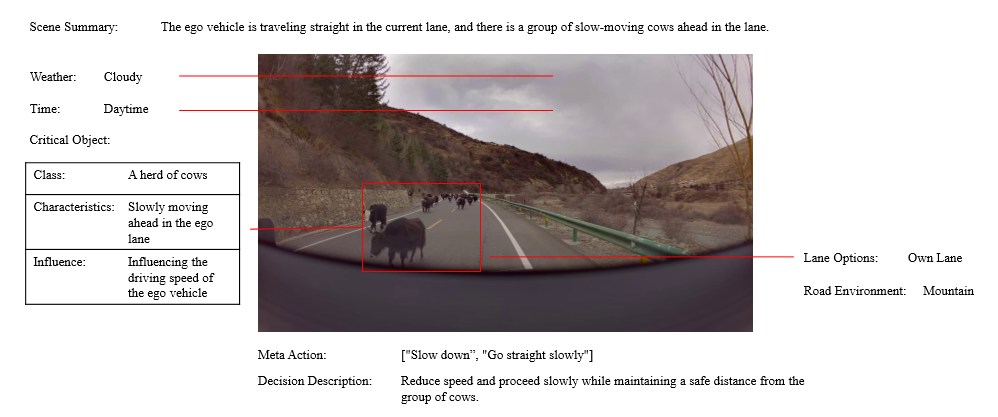 Scene Summary: The ego vehicle is traveling straight in the current lane, and there is a group of slow-moving cows ahead in the lane.
Weather: Cloudy
Time: Daytime
Critical Object:
Class: A herd of cows
Characteristics: Slowly moving
ahead in the ego
lane
Influence: Influencing the
driving speed of
the ego vehicle
Lane Options: Own Lane
Road Environment: Mountain
Meta Action: ["Slow down”, "Go straight slowly"]
Decision Description: Reduce speed and proceed slowly while maintaining a safe distance from the
group of cows.